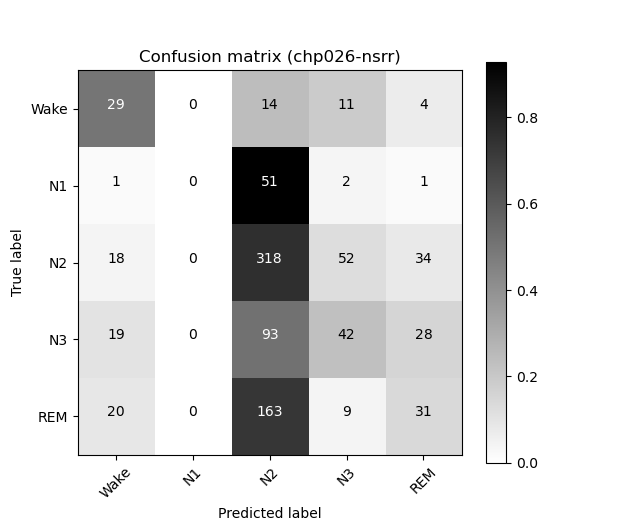 Confusion matrix (chp026-nsrr)
Wake 29 0 14 11 4
N1 1 0 51 2 1
N2 18 0 318 52 34
N3 19 0 93 42 28
REM 20 0 163 9 31
Wake N1 N2 N3 REM
True label
Predicted label
0.8
0.6
0.4
0.2
0.0